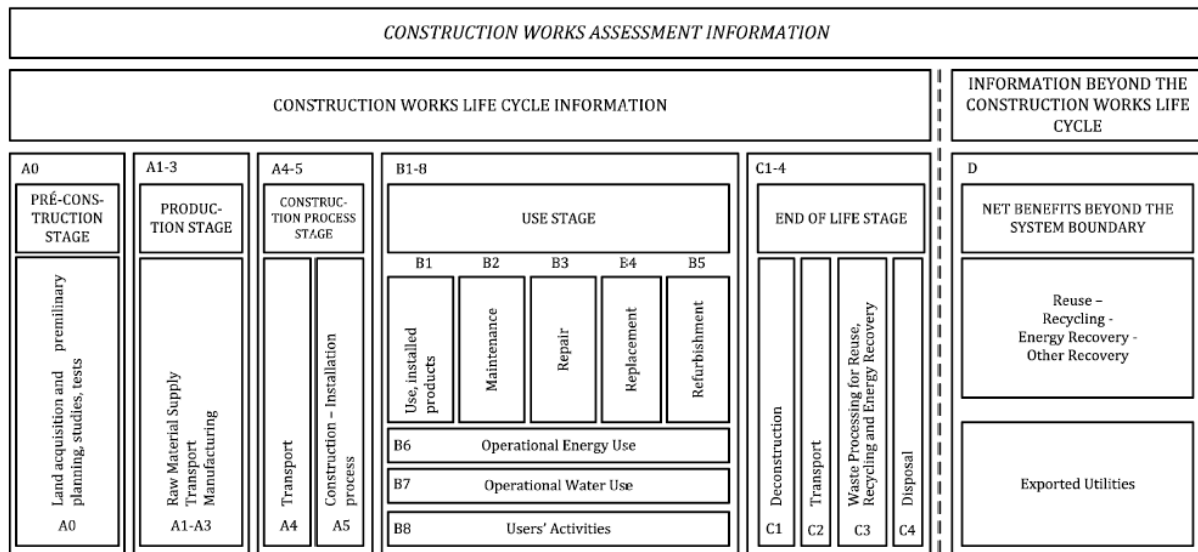 CONSTRUCTION WORKS ASSESSMENT INFORMATION
CONSTRUCTION WORKS LIFE CYCLE INFORMATION
INFORMATION BEYOND THE
CONSTRUCTION WORKS LIFE
CYCLE
A0
PRÉ-CONS-
TRUCTION
STAGE
Land acquisition and premilinary
planning, studies, tests
A0
A1-3
PRODUC-
TION STAGE
Raw Material Supply
Transport
Manufacturing
A1-A3
A4-5
CONSTRUC-
TION PROCESS
STAGE
Transport
A4
Construction – Installation
process
A5
B1-8
USE STAGE
B1
Use, installed
products
B2
Maintenance
B3
Repair
B4
Replacement
B5
Refurbishment
B6 Operational Energy Use
B7 Operational Water Use
B8 Users' Activities
C1-4
END OF LIFE STAGE
Deconstruction
C1
Transport
C2
Waste Processing for Reuse,
Recycling and Energy Recovery
C3
Disposal
C4
D
NET BENEFITS BEYOND THE
SYSTEM BOUNDARY
Reuse –
Recycling -
Energy Recovery -
Other Recovery
Exported Utilities